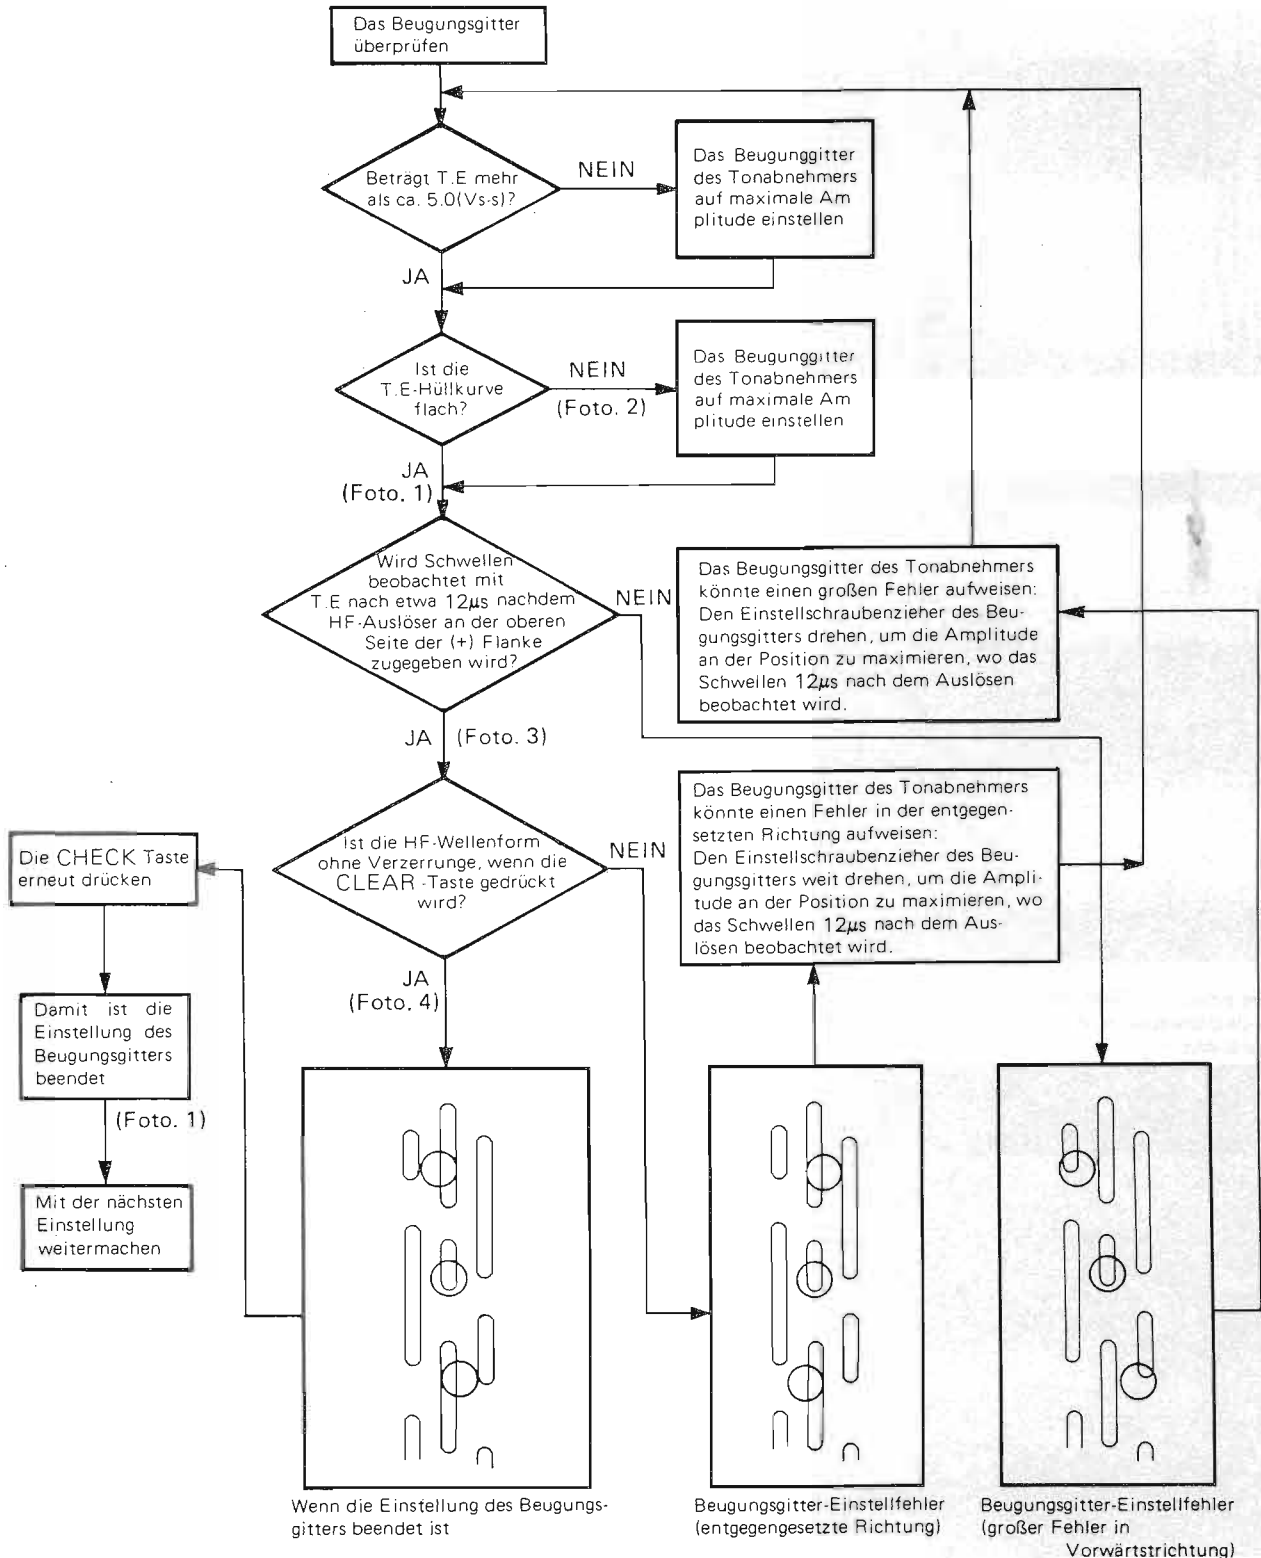 Das Beugungsgitter
überprüfen
Beträgt T.E mehr
als ca. 5.0(Vs-s)?
NEIN
Das Beugunggitter
des Tonabnehmers
auf maximale Am
plitude einstellen
JA
Ist die
T.E-Hüllkurve
flach?
NEIN
(Foto. 2)
Das Beugunggitter
des Tonabnehmers
auf maximale Am
plitude einstellen
JA
(Foto. 1)
Wird Schwellen
beobachtet mit
T.E nach etwa 12µs nachdem
HF-Auslöser an der oberen
Seite der (+) Flanke
zugegeben wird?
NEIN
Das Beugungsgitter des Tonabnehmers
könnte einen großen Fehler aufweisen:
Den Einstellschraubenzieher des Beu-
gungsgitters drehen, um die Amplitude
an der Position zu maximieren, wo das
Schwellen 12µs nach dem Auslösen
beobachtet wird.
JA (Foto. 3)
Ist die HF-Wellenform
ohne Verzerrunge, wenn die
CLEAR -Taste gedrückt
wird?
NEIN
Das Beugungsgitter des Tonabnehmers
könnte einen Fehler in der entgegen-
setzten Richtung aufweisen:
Den Einstellschraubenzieher des Beu-
gungsgitters weit drehen, um die Ampli-
tude an der Position zu maximieren, wo
das Schwellen 12µs nach dem Aus-
lösen beobachtet wird.
JA
(Foto. 4)
Die CHECK Taste
erneut drücken
Damit ist die
Einstellung des
Beugungsgitters
beendet
(Foto. 1)
Mit der nächsten
Einstellung
weitermachen
Wenn die Einstellung des Beugungs-
gitters beendet ist
Beugungsgitter-Einstellfehler
(entgegengesetzte Richtung)
Beugungsgitter-Einstellfehler
(großer Fehler in
Vorwärtstrichtung)